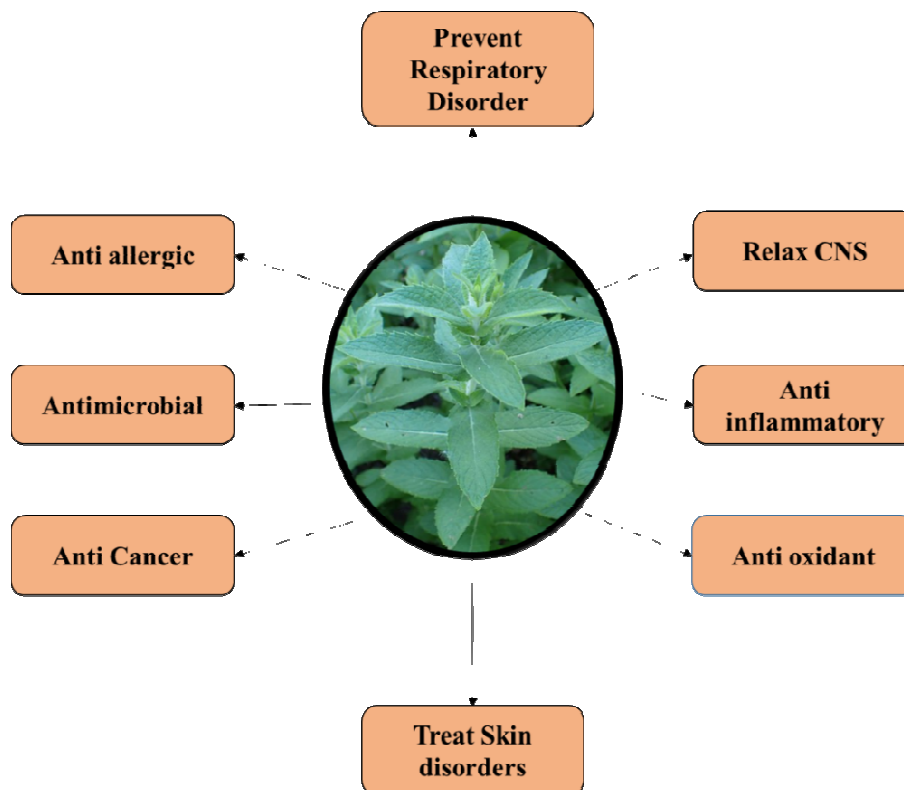 Prevent
Respiratory
Disorder
Anti allergic
Relax CNS
Antimicrobial
Anti
inflammatory
Anti Cancer
Anti oxidant
Treat Skin
disorders